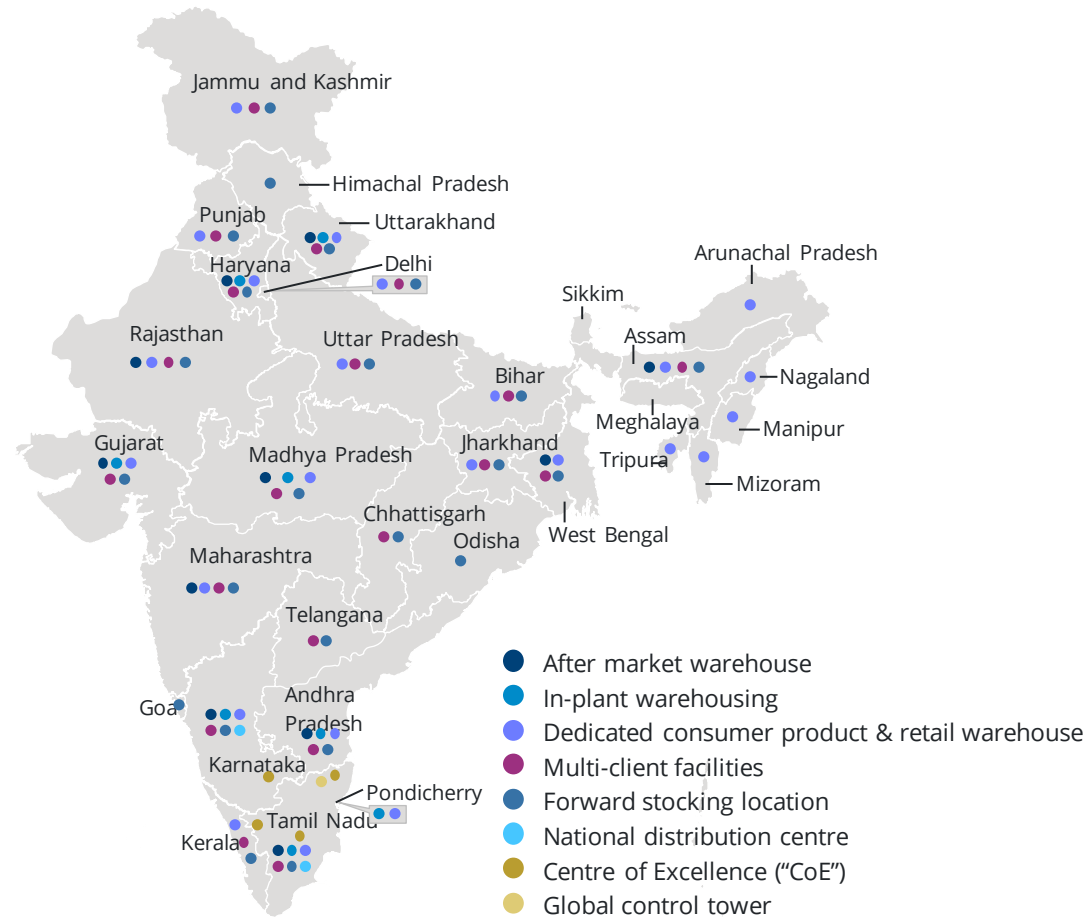 Jammu and Kashmir
Himachal Pradesh
Punjab
Uttarakhand
Haryana
Delhi
Arunachal Pradesh
Sikkim
Rajasthan
Uttar Pradesh
Assam
Bihar
Nagaland
Meghalaya
Manipur
Gujarat
Madhya Pradesh
Jharkhand
Tripura
Mizoram
Chhattisgarh
West Bengal
Odisha
Maharashtra
Telangana
Goa
Andhra
Pradesh
Karnataka
Pondicherry
Tamil Nadu
Kerala
After market warehouse
In-plant warehousing
Dedicated consumer product & retail warehouse
Multi-client facilities
Forward stocking location
National distribution centre
Centre of Excellence (“CoE”)
Global control tower